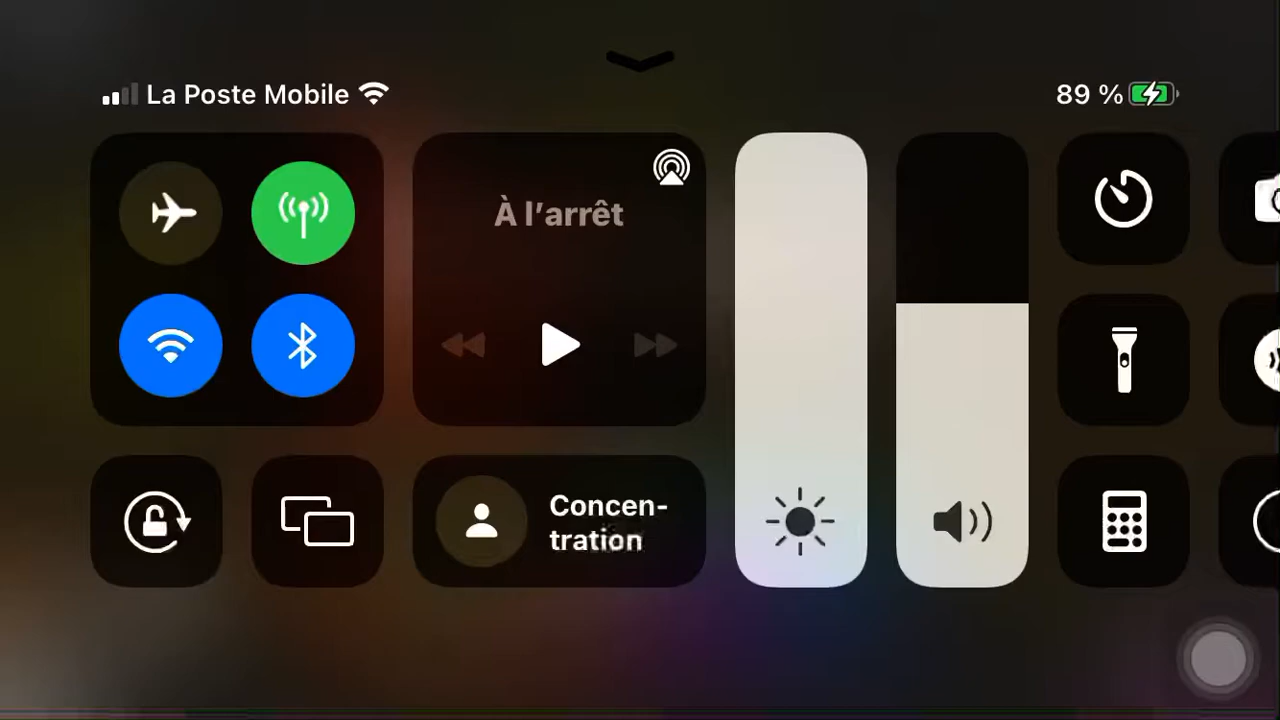 La Poste Mobile
89 %
À l’arrêt
Concen-
tration